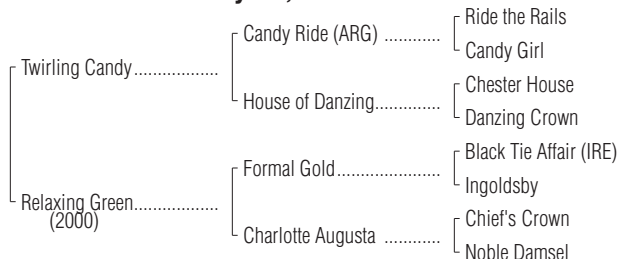 Ride the Rails
Candy Ride (ARG) ............
Candy Girl
Twirling Candy..................
Chester House
House of Danzing..............
Danzing Crown
Black Tie Affair (IRE)
Formal Gold......................
Ingoldsby
Relaxing Green..................
(2000)
Chief's Crown
Charlotte Augusta ............
Noble Damsel